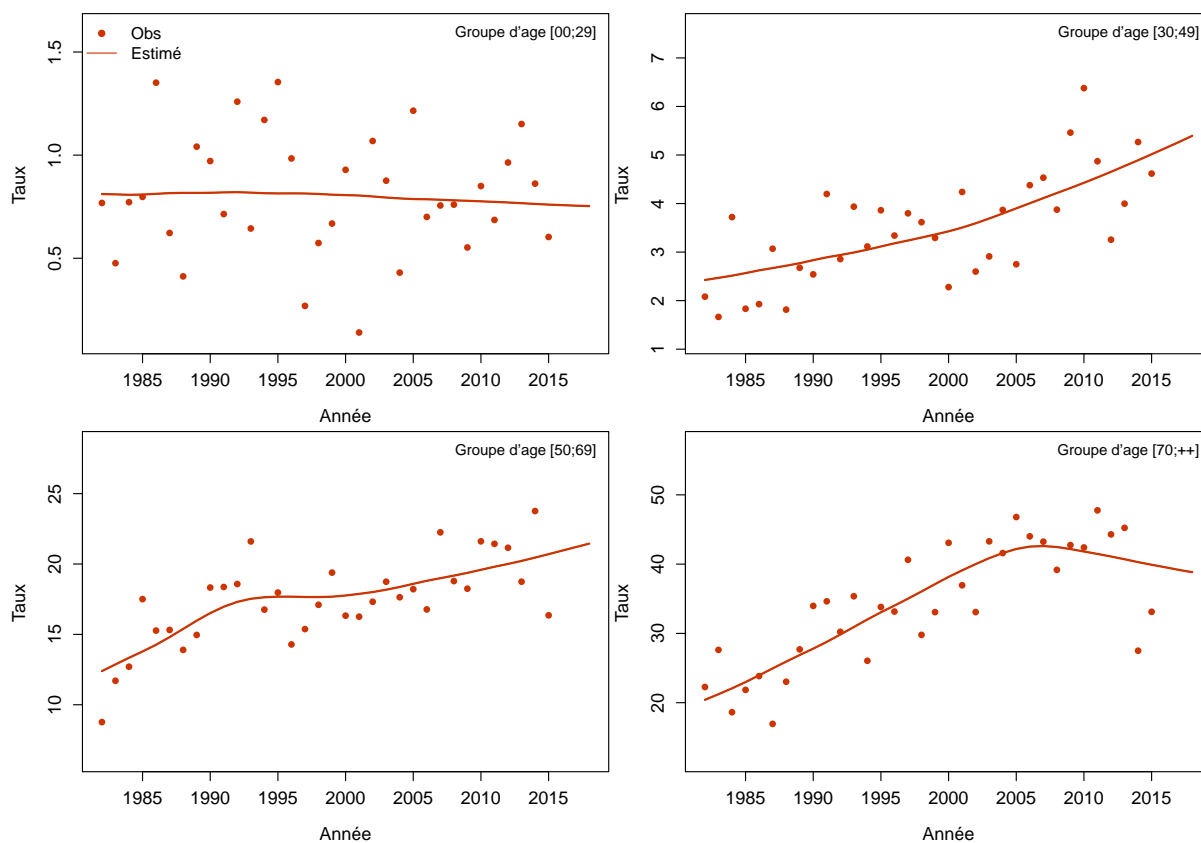 Obs
Estimé
Groupe d'age [00;29]
Taux
0.5
1.0
1.5
1985 1990 1995 2000 2005 2010 2015
Année
Groupe d'age [30;49]
Taux
1 2 3 4 5 6 7
1985 1990 1995 2000 2005 2010 2015
Année
Groupe d'age [50;69]
Taux
10 15 20 25
1985 1990 1995 2000 2005 2010 2015
Année
Groupe d'age [70;++]
Taux
20 30 40 50
1985 1990 1995 2000 2005 2010 2015
Année